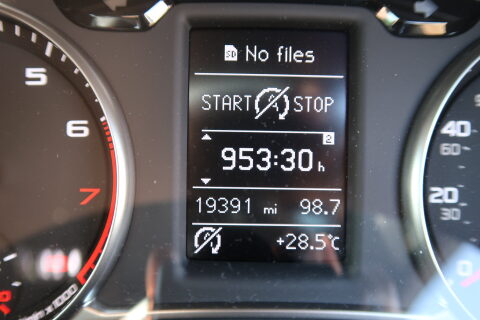 No files
START A STOP
2
953:30 h
19391 mi 98.7
A +28.5°C
5
6
7
x1000
40
60
20
30
0